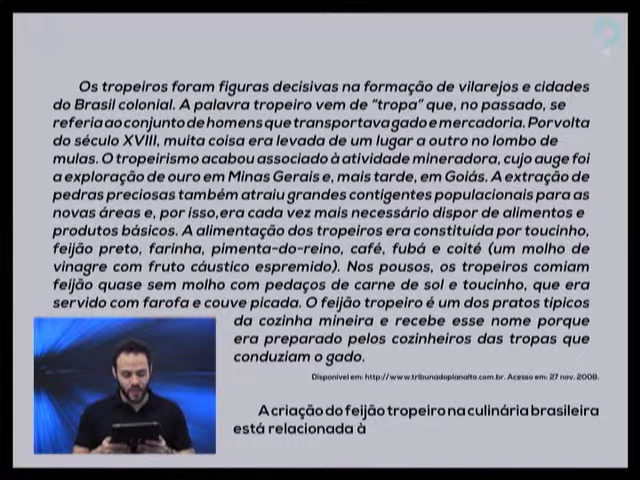 Os tropeiros foram figuras decisivas na formação de vilarejos e cidades
do Brasil colonial. A palavra tropeiro vem de "tropa" que, no passado, se
referia ao conjunto de homens que transportava gado e mercadoria. Por volta
do século XVIII, muita coisa era levada de um lugar a outro no lombo de
mulas. O tropeirismo acabou associado à atividade mineradora, cujo auge foi
a exploração de ouro em Minas Gerais e, mais tarde, em Goiás. A extração de
pedras preciosas também atraiu grandes contigentes populacionais para as
novas áreas e, por isso,era cada vez mais necessário dispor de alimentos e
produtos básicos. A alimentação dos tropeiros era constituída por toucinho,
feijão preto, farinha, pimenta-do-reino, café, fubá e coité (um molho de
vinagre com fruto cáustico espremido). Nos pousos, os tropeiros comiam
feijão quase sem molho com pedaços de carne de sol e toucinho, que era
servido com farofa e couve picada. O feijão tropeiro é um dos pratos típicos
da cozinha mineira e recebe esse nome porque
era preparado pelos cozinheiros das tropas que
conduziam o gado.
Disponível em: http://www.tribunadoplanalto.com.br. Acesso em: 27 nov. 2008.
A criação do feijão tropeiro na culinária brasileira
está relacionada à